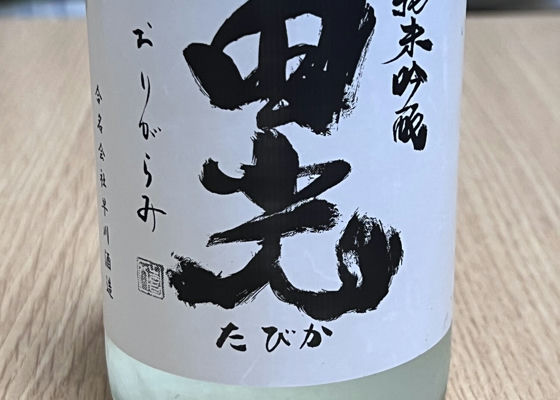 純米吟醸
田光
たびか
おりがらみ
合名会社早川酒造